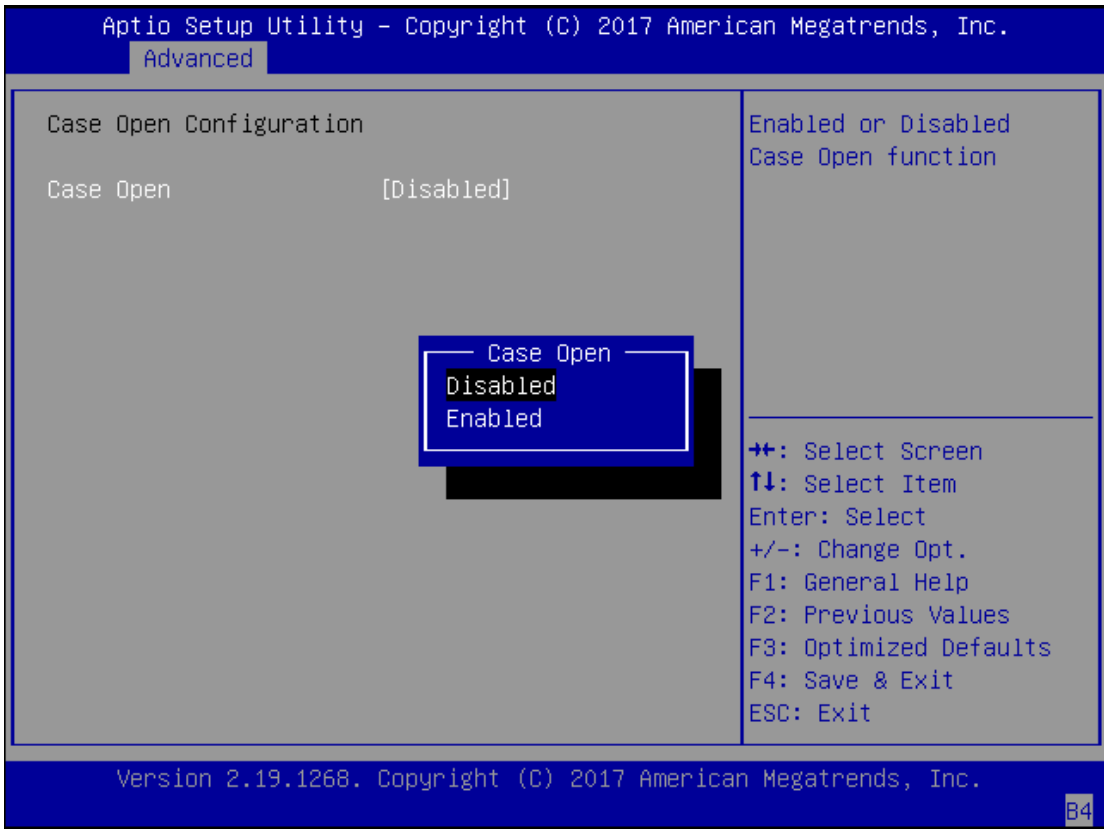 Aptio Setup Utility – Copyright (C) 2017 American Megatrends, Inc.
Advanced
Case Open Configuration
Case Open [Disabled]
Case Open
Disabled
Enabled
Enabled or Disabled
Case Open function
→←: Select Screen
↑↓: Select Item
Enter: Select
+/-: Change Opt.
F1: General Help
F2: Previous Values
F3: Optimized Defaults
F4: Save & Exit
ESC: Exit
Version 2.19.1268. Copyright (C) 2017 American Megatrends, Inc.
B4